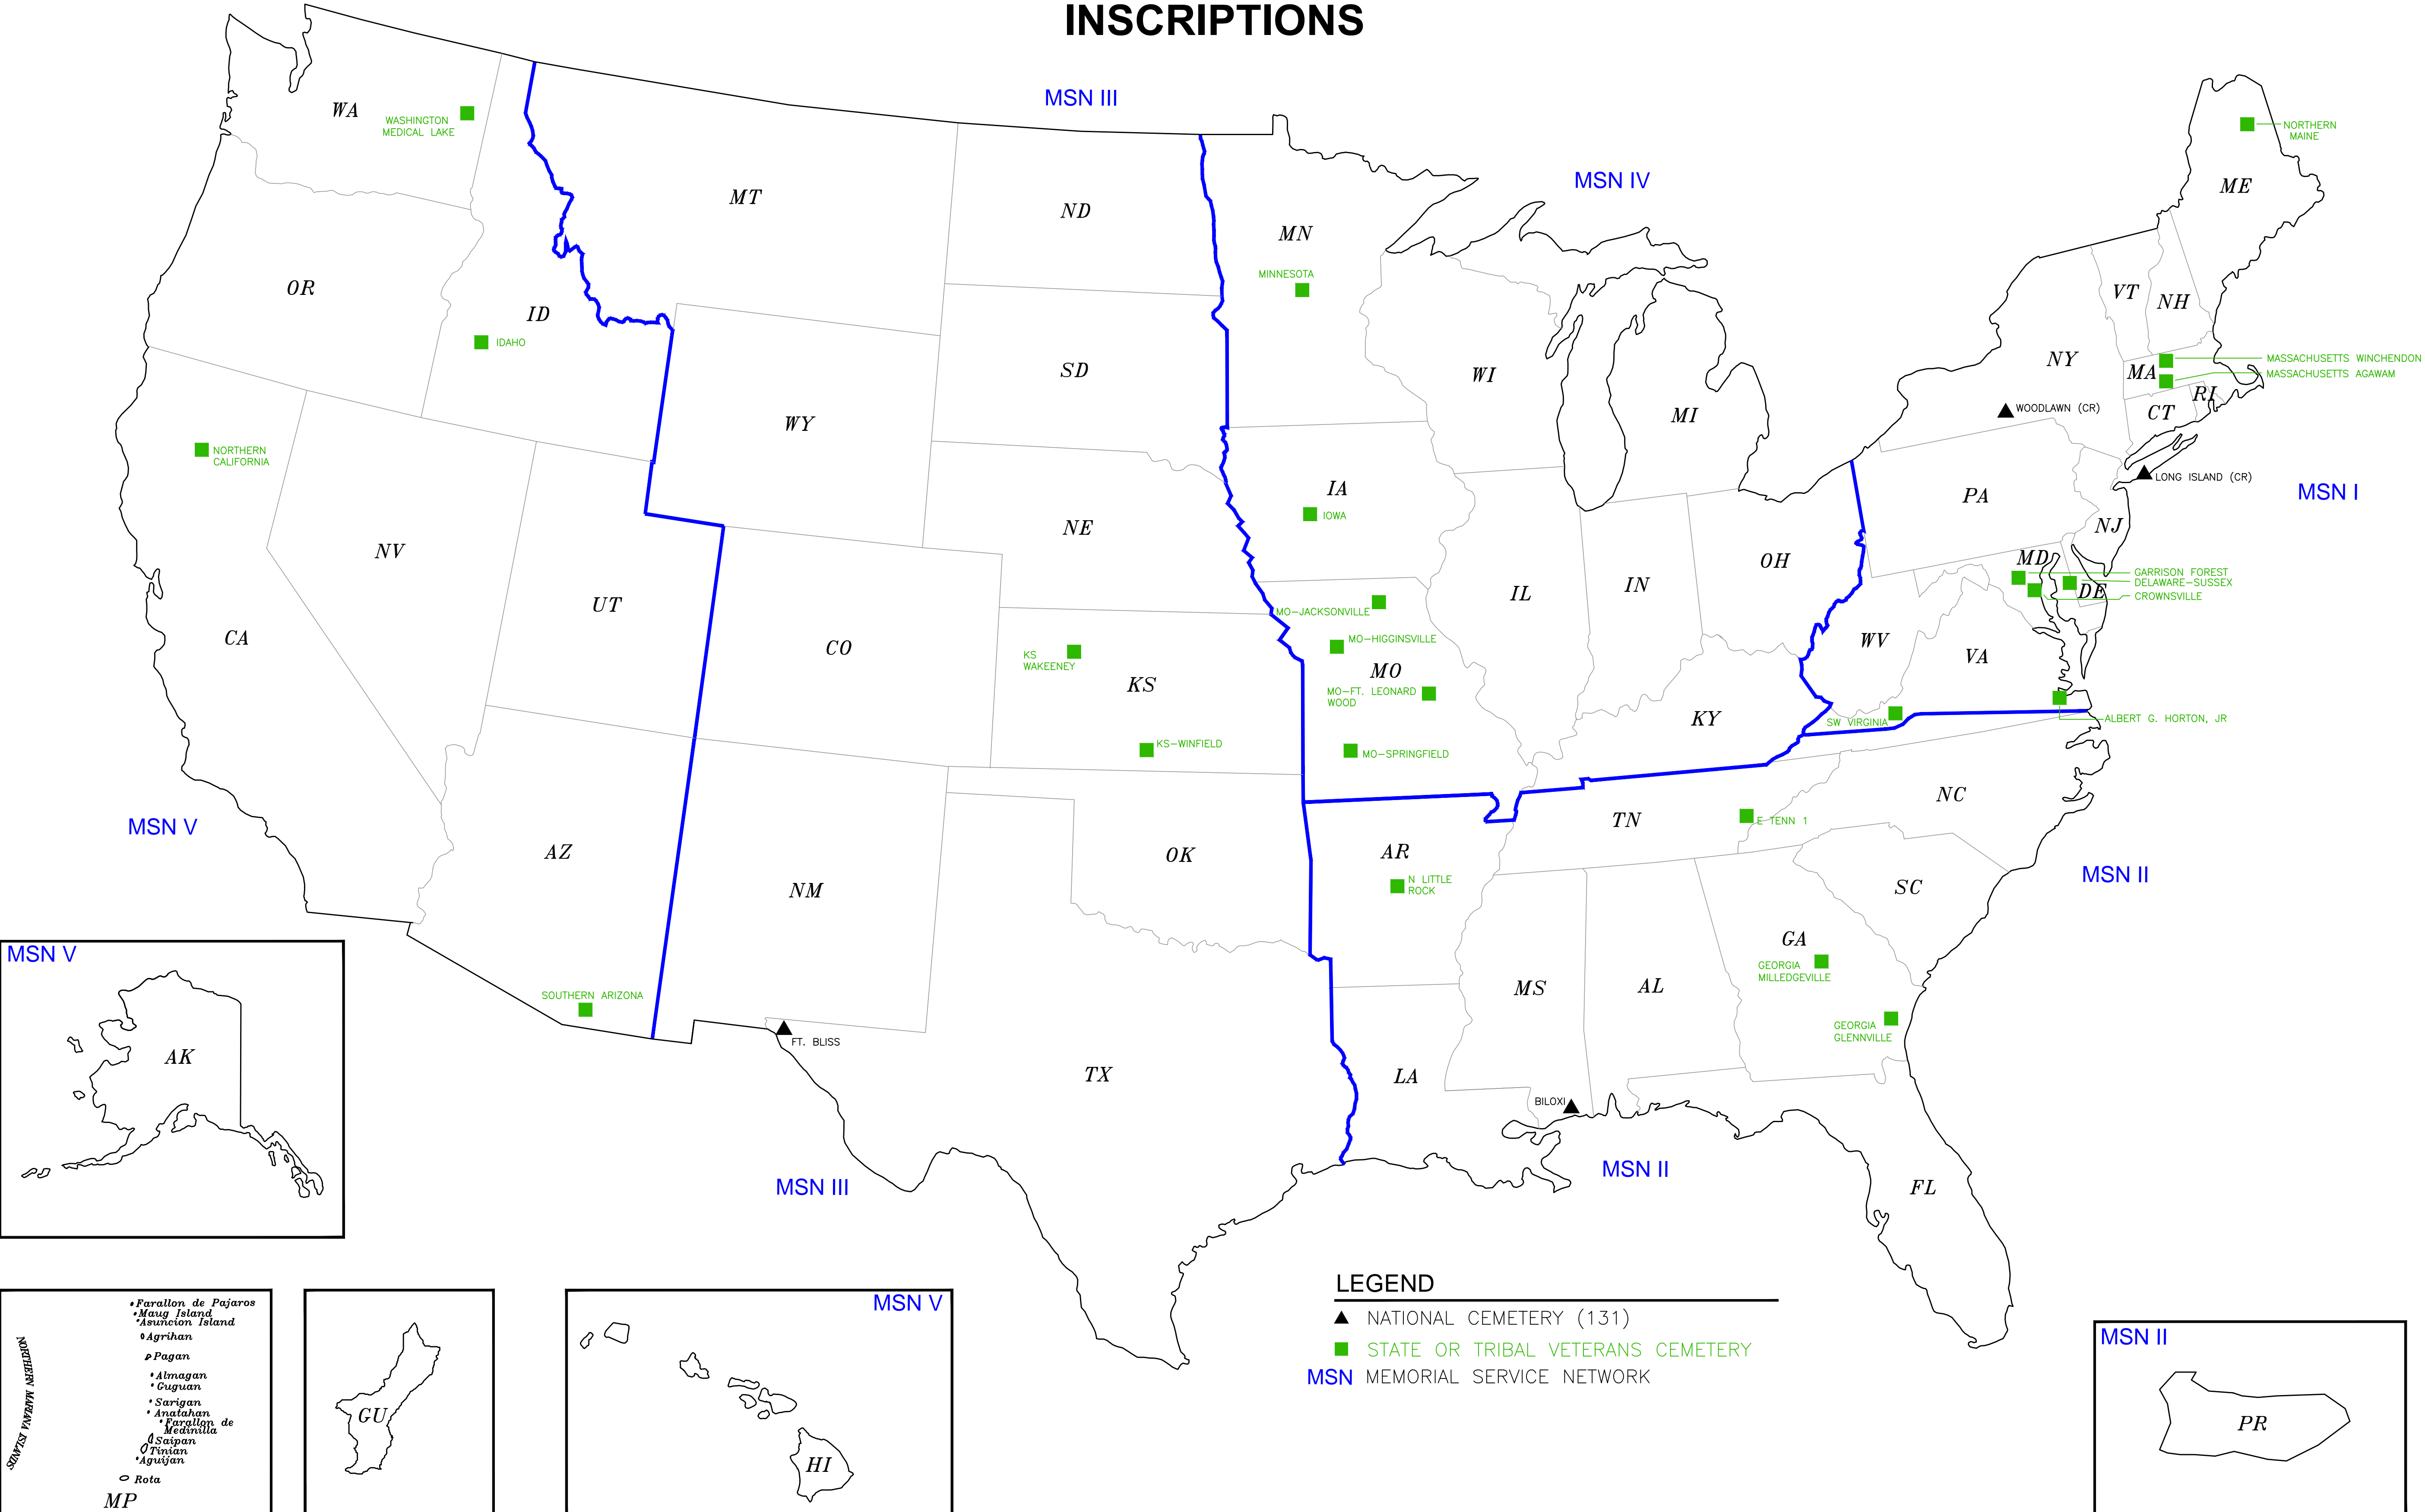 INSCRIPTIONS
MSN III
WA
WASHINGTON
MEDICAL LAKE
MT
ND
MN
MINNESOTA
MSN IV
NORTHERN
MAINE
ME
OR
ID
IDAHO
SD
WI
MI
VT
NH
NY
MA
MASSACHUSETTS WINCHENDON
MASSACHUSETTS AGAWAM
RI
CT
WOODLAWN (CR)
WY
NORTHERN
CALIFORNIA
LONG ISLAND (CR)
MSN I
IA
IOWA
PA
NE
NJ
NV
OH
MD
GARRISON FOREST
DELAWARE-SUSSEX
DE
CROWNSVILLE
UT
IL
IN
MO-JACKSONVILLE
CA
CO
MO-HIGGINSVILLE
WV
VA
KS
WAKEENEY
KS
MO
MO-FT. LEONARD
WOOD
KY
SW VIRGINIA
ALBERT G. HORTON, JR
KS-WINFIELD
MO-SPRINGFIELD
NC
MSN V
TN
E TENN 1
AZ
OK
AR
N LITTLE
ROCK
MSN II
NM
SC
GA
GEORGIA
MILLEDGEVILLE
MSN V
SOUTHERN ARIZONA
MS
AL
GEORGIA
GLENNVILLE
FT. BLISS
AK
TX
LA
BILOXI
MSN II
MSN III
FL
LEGEND
NATIONAL CEMETERY (131)
STATE OR TRIBAL VETERANS CEMETERY
MSN MEMORIAL SERVICE NETWORK
Farallon de Pajaros
Maug Island
Asuncion Island
Agrihan
Pagan
Almagan
Guguan
Sarigan
Anatahan
Farallon de
Medinilla
Saipan
Tinian
Aguijan
Rota
NORTHERN MARIANA ISLANDS
MP
GU
MSN V
HI
MSN II
PR